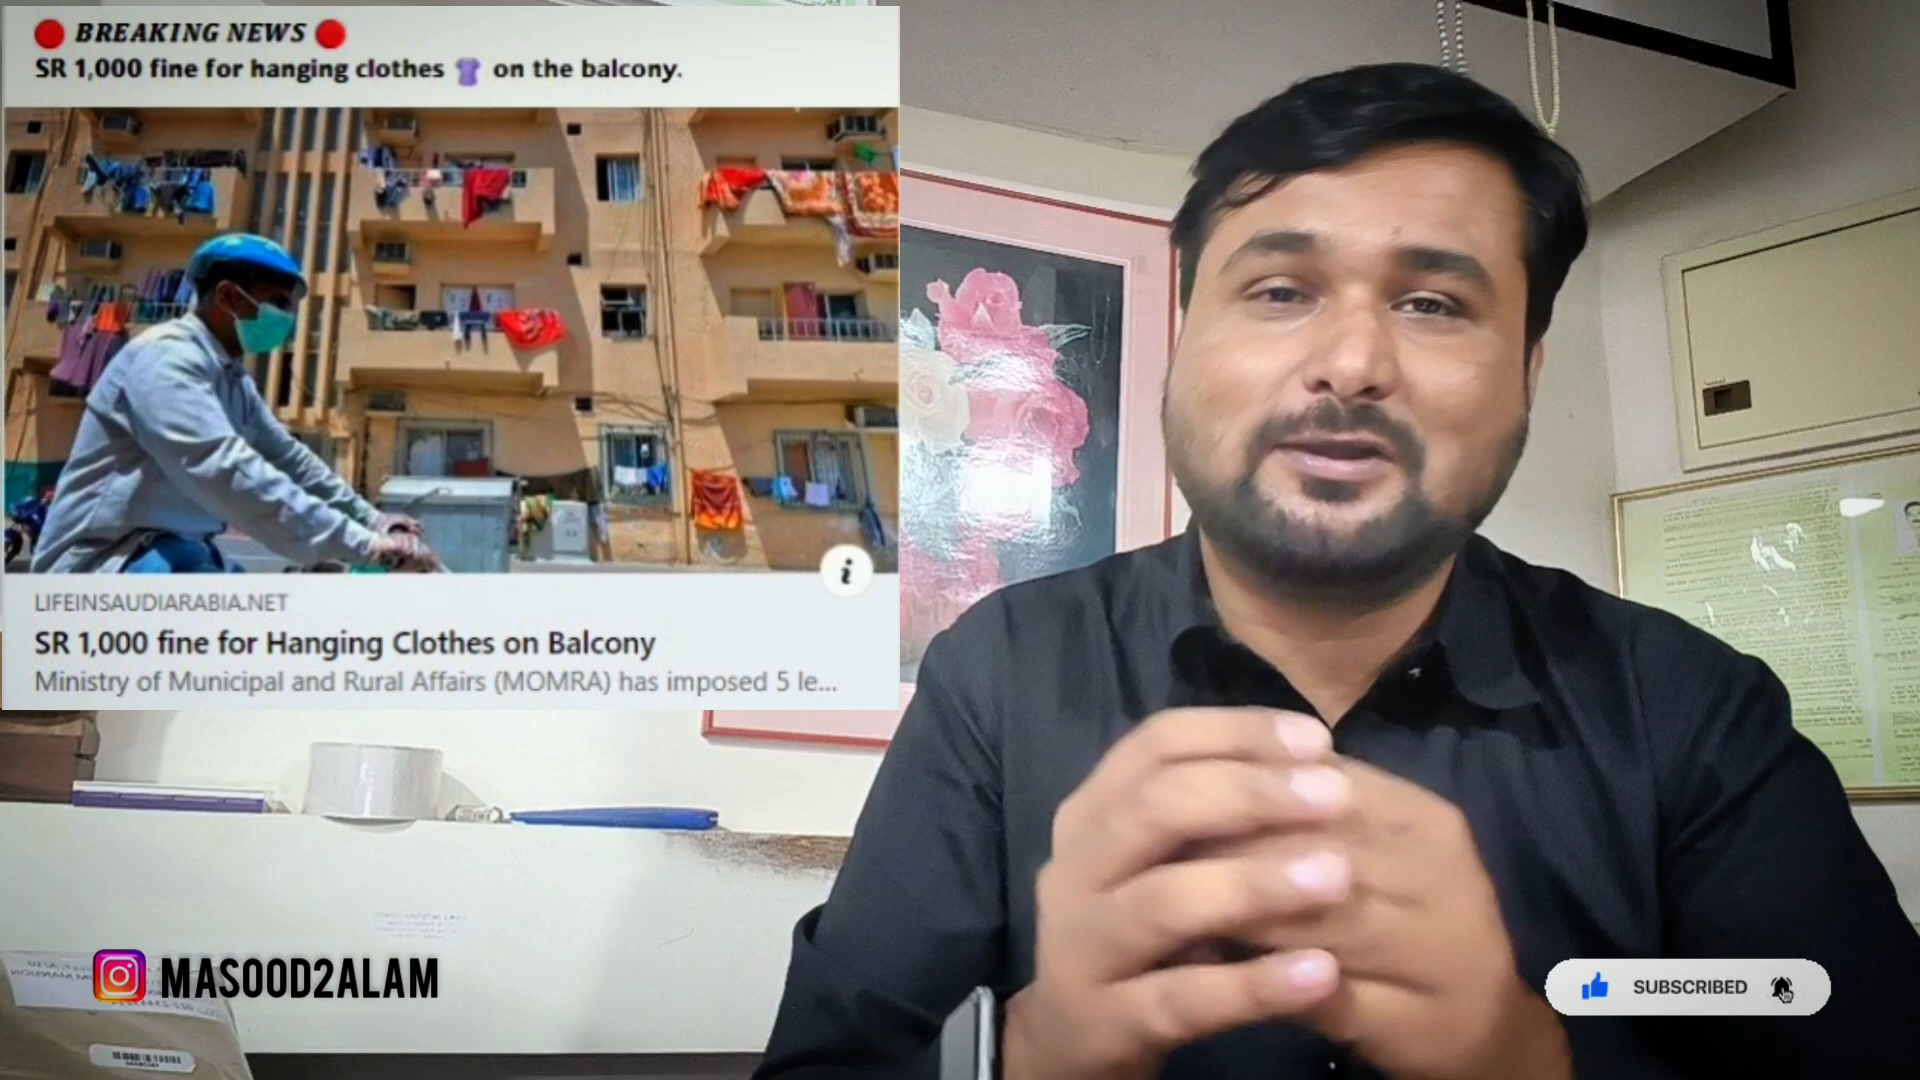 BREAKING NEWS
SR 1,000 fine for hanging clothes 👚 on the balcony.
LIFEINSAUDIARABIA.NET
SR 1,000 fine for Hanging Clothes on Balcony
Ministry of Municipal and Rural Affairs (MOMRA) has imposed 5 le...
MASOOD2ALAM
SUBSCRIBED